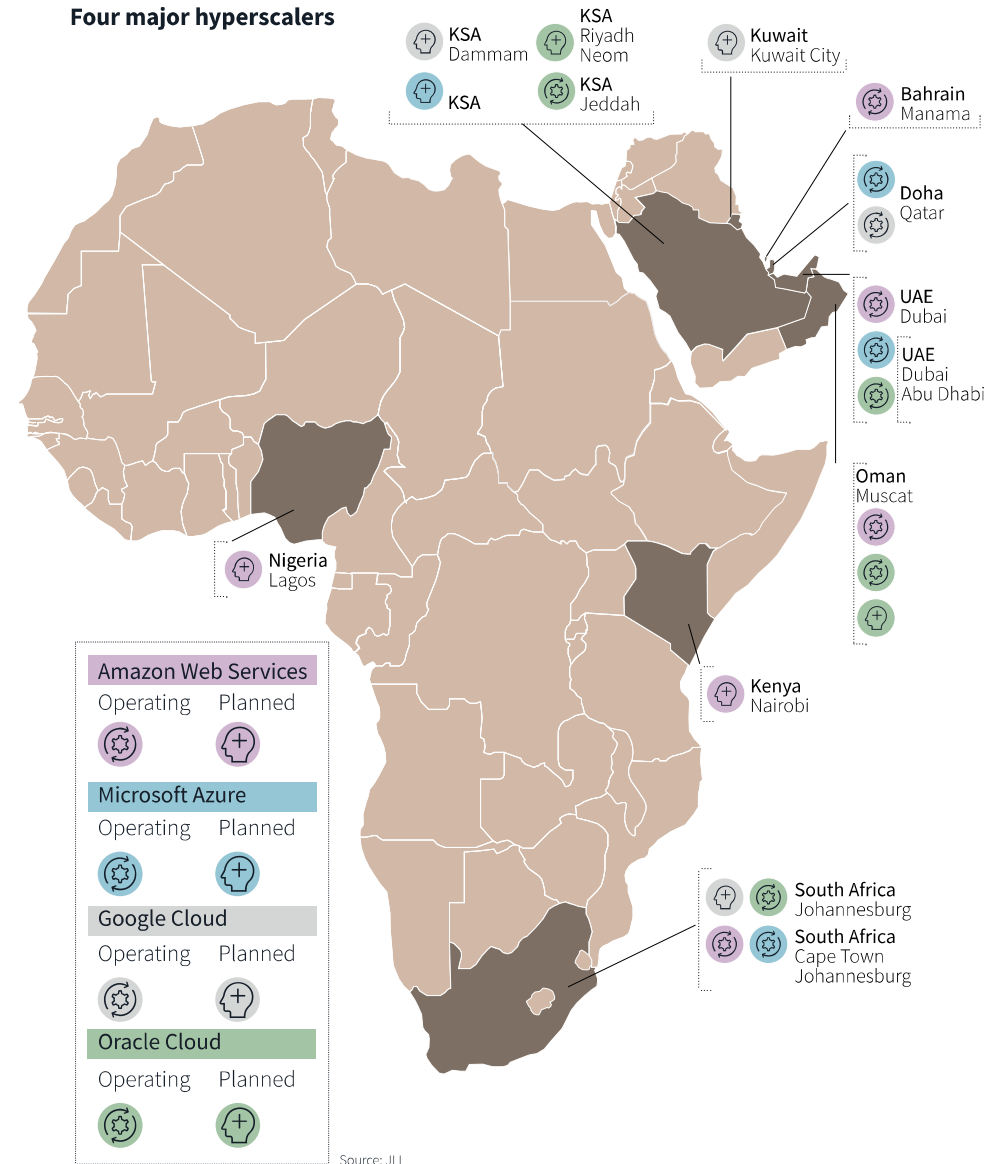 Four major hyperscalers
KSA
Dammam
KSA
Riyadh
Neom
KSA
KSA
Jeddah
Kuwait
Kuwait City
Bahrain
Manama
Doha
Qatar
UAE
Dubai
UAE
Dubai
Abu Dhabi
Oman
Muscat
Nigeria
Lagos
Kenya
Nairobi
South Africa
Johannesburg
South Africa
Cape Town
Johannesburg
Amazon Web Services
Operating Planned
Microsoft Azure
Operating Planned
Google Cloud
Operating Planned
Oracle Cloud
Operating Planned
Source: JLL